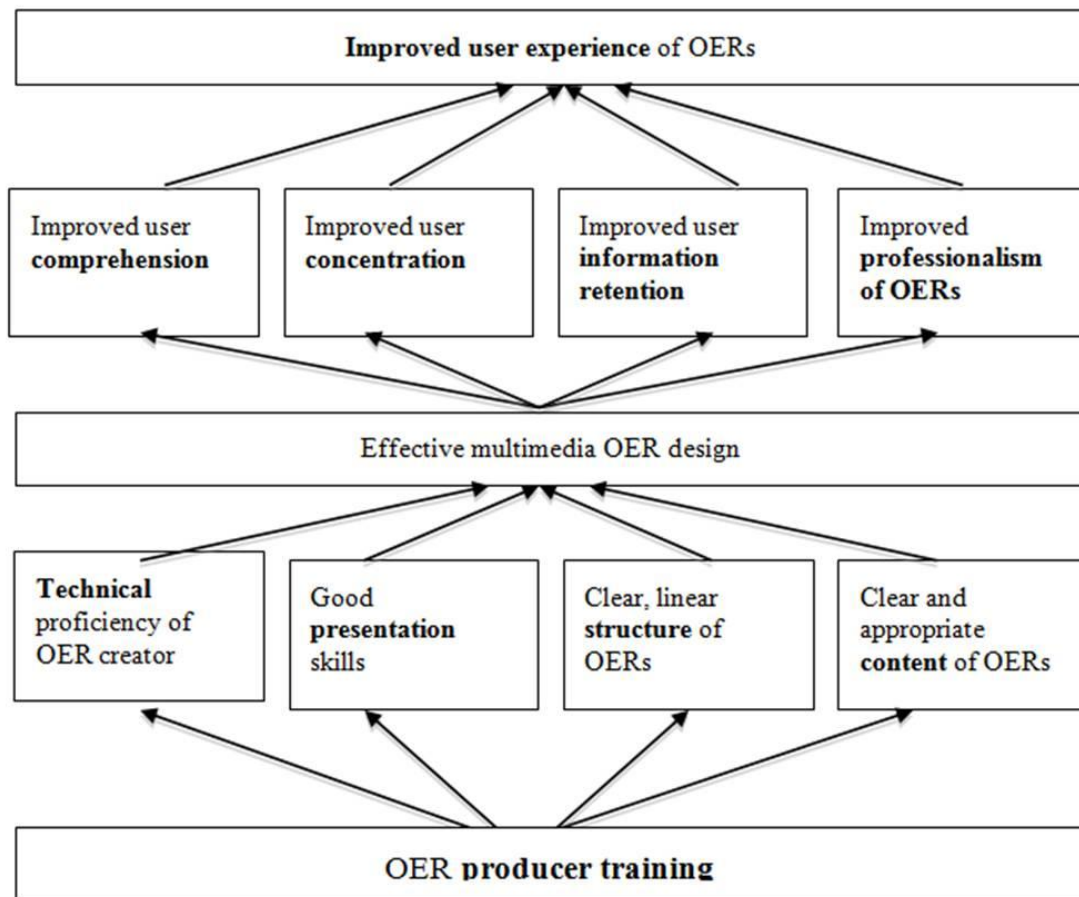 Improved user experience of OERs
Improved user
comprehension
Improved user
concentration
Improved user
information
retention
Improved
professionalism
of OERs
Effective multimedia OER design
Technical
proficiency of
OER creator
Good
presentation
skills
Clear, linear
structure of
OERs
Clear and
appropriate
content of OERs
OER producer training